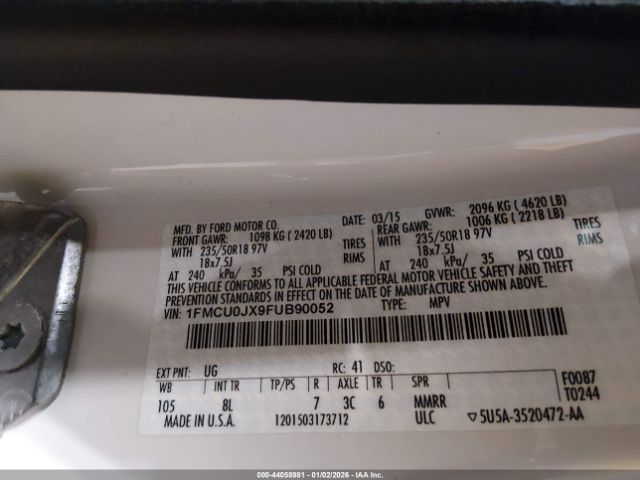 MFD. BY FORD MOTOR CO. DATE: 03/15 GVWR: 2096 KG ( 4620 LB)
FRONT GAWR: 1098 KG ( 2420 LB) REAR GAWR: 1006 KG ( 2218 LB)
WITH 235/50R18 97V TIRES WITH 235/50R18 97V TIRES
18x7.5J RIMS 18x7.5J RIMS
AT 240 kPa/ 35 PSI COLD AT 240 kPa/ 35 PSI COLD
THIS VEHICLE CONFORMS TO ALL APPLICABLE FEDERAL MOTOR VEHICLE SAFETY AND THEFT
PREVENTION STANDARDS IN EFFECT ON THE DATE OF MANUFACTURE SHOWN ABOVE.
VIN: 1FMCU0JX9FUB90052 TYPE: MPV
EXT PNT: UG RC: 41 DSO: F0087
WB INT TR TP/PS R AXLE TR SPR T0244
105 8L 7 3C 6 MMRR
MADE IN U.S.A. 1201503173712 ULC ▽5U5A-3520472-AA
000-44058981 - 01/02/2026 - IAAI.COM